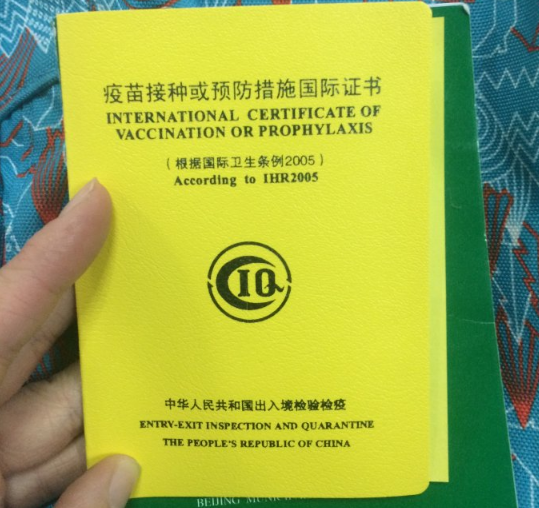 疫苗接种或预防措施国际证书
INTERNATIONAL CERTIFICATE OF
VACCINATION OR PROPHYLAXIS
（根据国际卫生条例2005）
According to IHR2005
CIQ
中华人民共和国出入境检验检疫
ENTRY-EXIT INSPECTION AND QUARANTINE
THE PEOPLE'S REPUBLIC OF CHINA
BEIJING